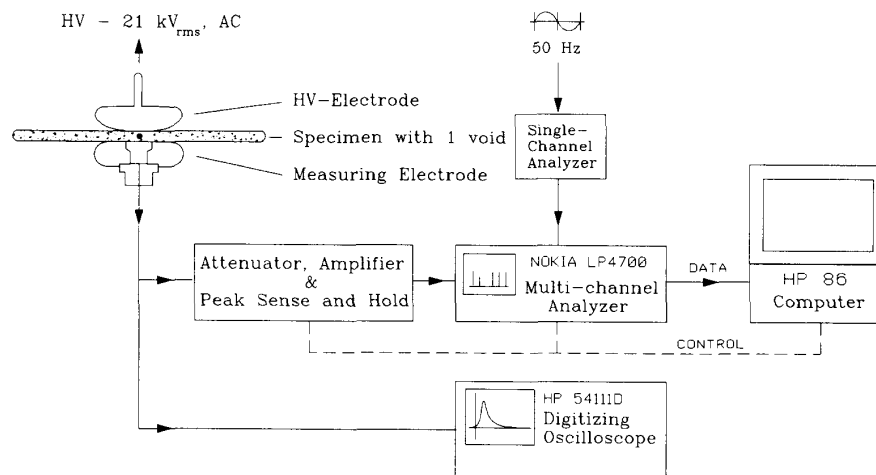 HV - 21 kVrms, AC
50 Hz
HV-Electrode
Specimen with 1 void
Measuring Electrode
Single-
Channel
Analyzer
Attenuator, Amplifier
&
Peak Sense and Hold
NOKIA LP4700
Multi-channel
Analyzer
DATA
HP 86
Computer
CONTROL
HP 54111D
Digitizing
Oscilloscope